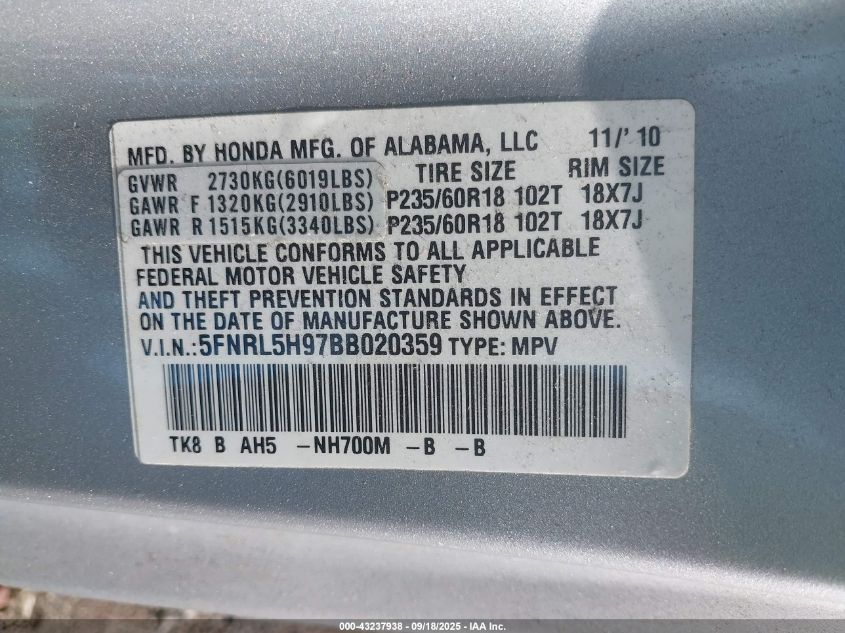 MFD. BY HONDA MFG. OF ALABAMA, LLC 11/'10
TIRE SIZE RIM SIZE
GVWR 2730KG(6019LBS)
GAWR F 1320KG(2910LBS) P235/60R18 102T 18X7J
GAWR R 1515KG(3340LBS) P235/60R18 102T 18X7J
THIS VEHICLE CONFORMS TO ALL APPLICABLE
FEDERAL MOTOR VEHICLE SAFETY
AND THEFT PREVENTION STANDARDS IN EFFECT
ON THE DATE OF MANUFACTURE SHOWN ABOVE.
V.I.N.: 5FNRL5H97BB020359 TYPE: MPV
TK8 B AH5 -NH700M -B -B
000-43237938 - 09/18/2025 - IAA Inc.